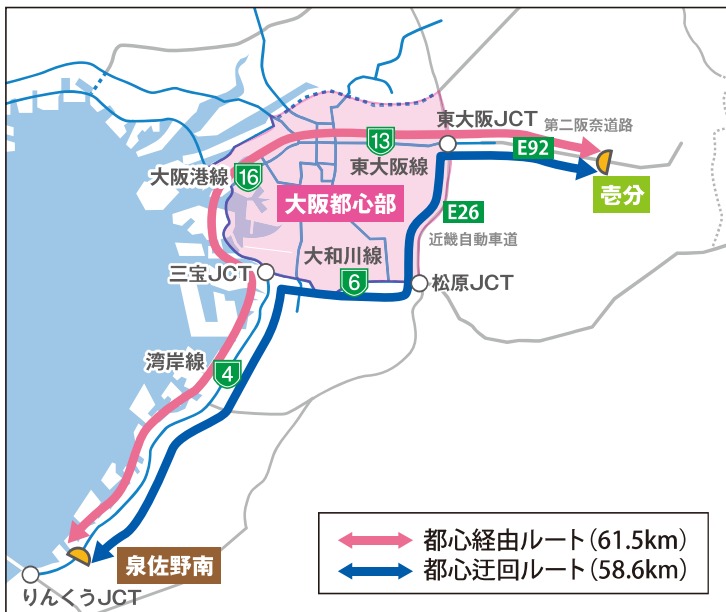 東大阪JCT
第二阪奈道路
13
E92
大阪港線
16
東大阪線
壱分
大阪都心部
E26
近畿自動車道
大和川線
三宝JCT
6
松原JCT
湾岸線
4
泉佐野南
りんくうJCT
都心経由ルート(61.5km)
都心迂回ルート(58.6km)